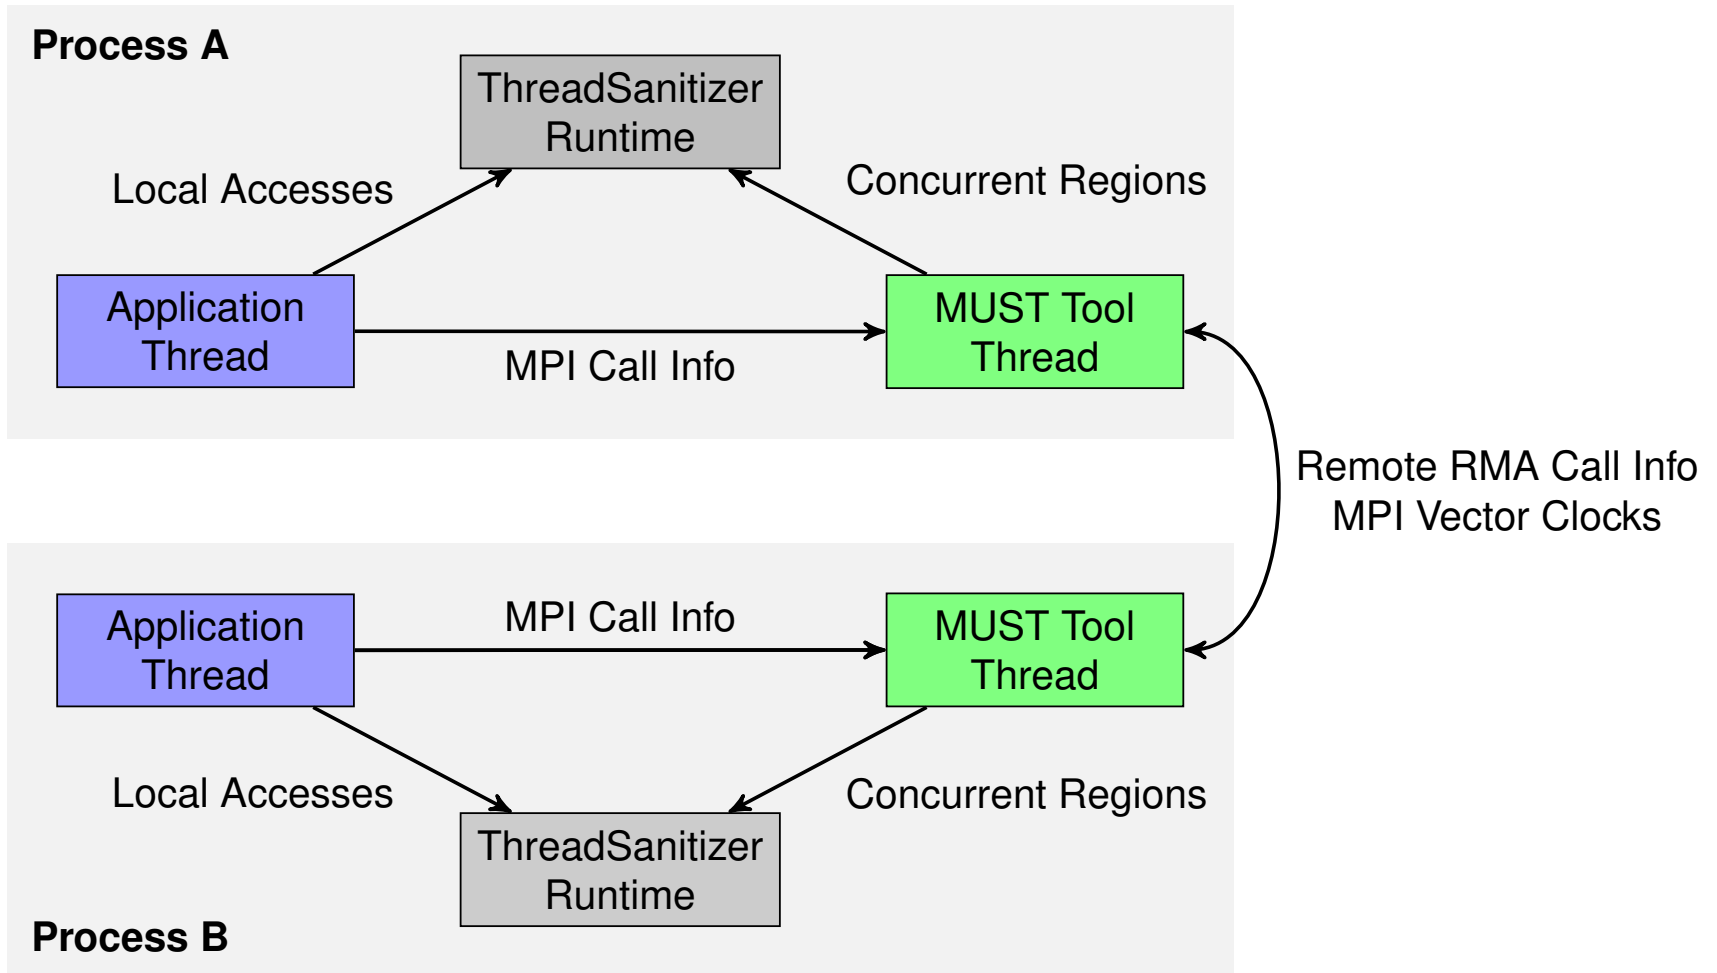 Process A
ThreadSanitizer
Runtime
Local Accesses
Concurrent Regions
Application
Thread
MPI Call Info
MUST Tool
Thread
Remote RMA Call Info
MPI Vector Clocks
Application
Thread
MPI Call Info
MUST Tool
Thread
Local Accesses
Concurrent Regions
ThreadSanitizer
Runtime
Process B